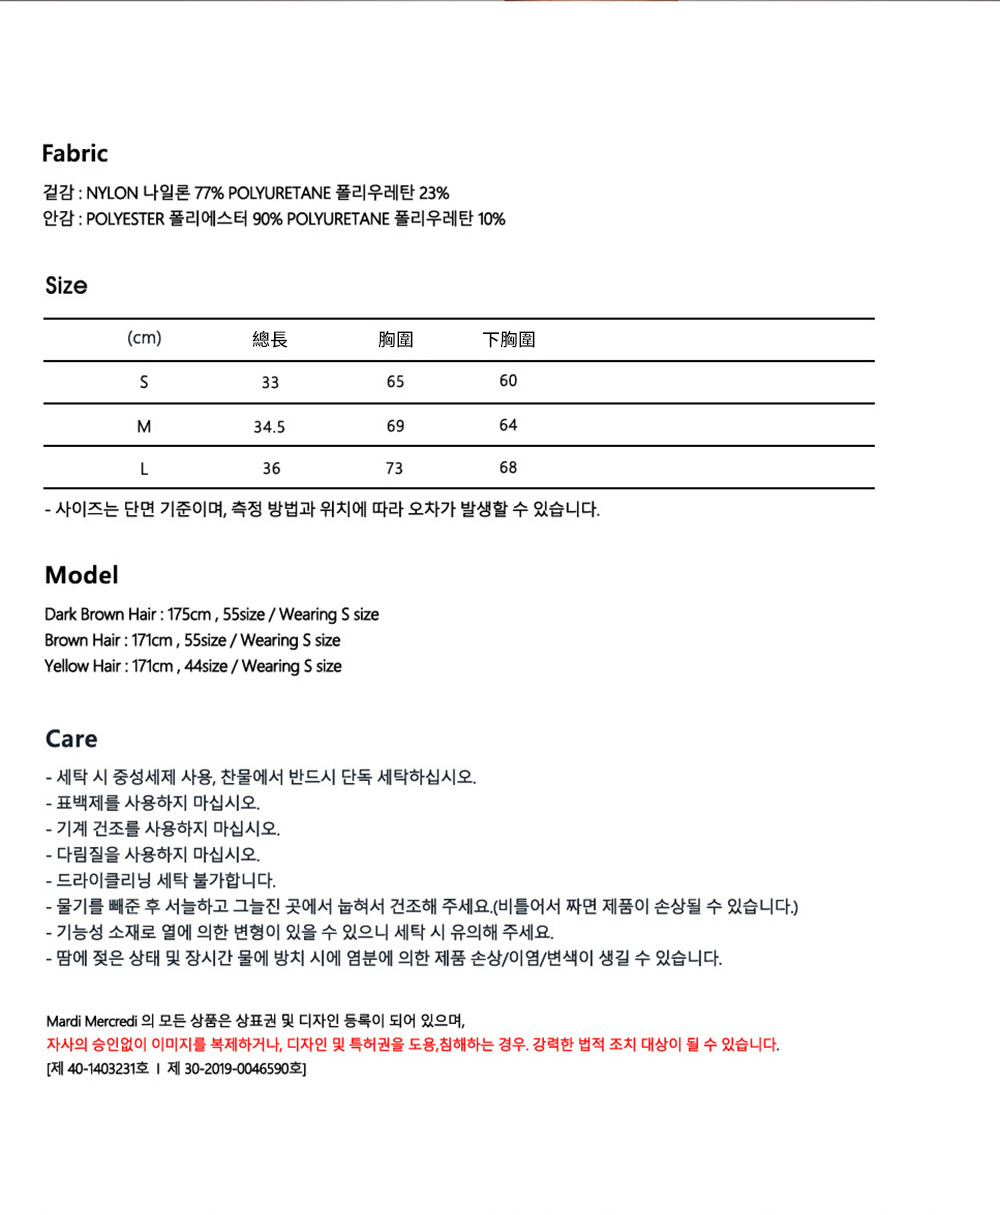 Fabric
겉감 : NYLON 나일론 77% POLYURETANE 폴리우레탄 23%
안감 : POLYESTER 폴리에스터 90% POLYURETANE 폴리우레탄 10%
Size
(cm) 總長 胸圍 下胸圍
S 33 65 60
M 34.5 69 64
L 36 73 68
- 사이즈는 단면 기준이며, 측정 방법과 위치에 따라 오차가 발생할 수 있습니다.
Model
Dark Brown Hair : 175cm , 55size / Wearing S size
Brown Hair : 171cm , 55size / Wearing S size
Yellow Hair : 171cm , 44size / Wearing S size
Care
- 세탁 시 중성세제 사용, 찬물에서 반드시 단독 세탁하십시오.
- 표백제를 사용하지 마십시오.
- 기계 건조를 사용하지 마십시오.
- 다림질을 사용하지 마십시오.
- 드라이클리닝 세탁 불가합니다.
- 물기를 빼준 후 서늘하고 그늘진 곳에서 눕혀서 건조해 주세요.(비틀어서 짜면 제품이 손상될 수 있습니다.)
- 기능성 소재로 열에 의한 변형이 있을 수 있으니 세탁 시 유의해 주세요.
- 땀에 젖은 상태 및 장시간 물에 방치 시에 염분에 의한 제품 손상/이염/변색이 생길 수 있습니다.
Mardi Mercredi 의 모든 상품은 상표권 및 디자인 등록이 되어 있으며,
자사의 승인없이 이미지를 복제하거나, 디자인 및 특허권을 도용,침해하는 경우. 강력한 법적 조치 대상이 될 수 있습니다.
[제 40-1403231호 I 제 30-2019-0046590호]